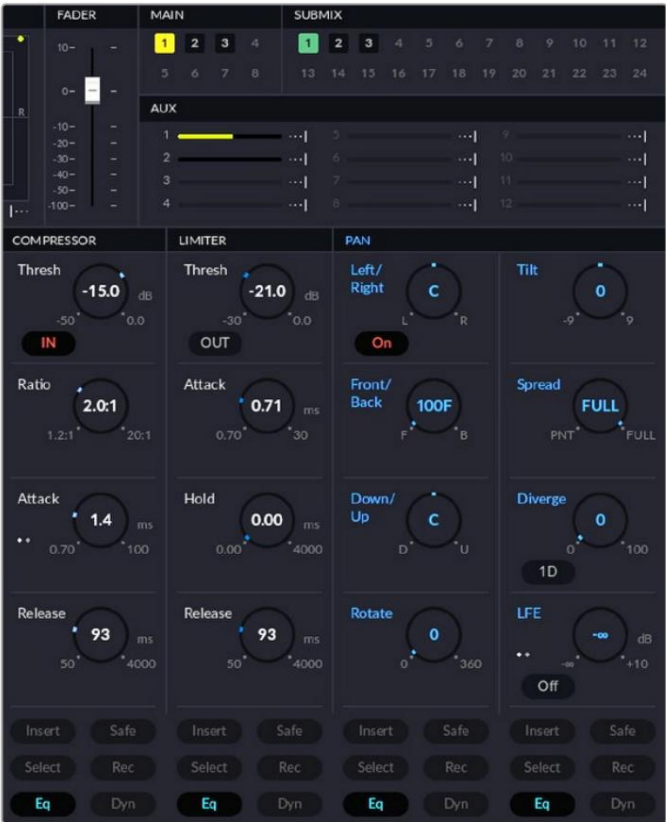 FADER MAIN SUBMIX
10- 1 2 3 4 1 2 3 4 5 6 7 8 9 10 11 12
5 6 7 8 13 14 15 16 17 18 19 20 21 22 23 24
0-
R
AUX
-10-
-20-
-30-
-40-
-50-
-100-
1 5 9
2 6 10
3 7 11
4 8 12
COMPRESSOR LIMITER PAN
Thresh -15.0 dB Thresh -21.0 dB Left/ Right C Tilt 0
-50 0.0 -30 0.0 L R -9 9
IN OUT On
Ratio 2.0:1 Attack 0.71 ms Front/ Back 100F Spread FULL
1.2:1 20:1 0.70 30 F B PNT FULL
Attack 1.4 ms Hold 0.00 ms Down/ Up C Diverge 0
0.70 100 0.00 4000 D U 0 100
1D
Release 93 ms Release 93 ms Rotate 0 LFE -∞ dB
50 4000 50 4000 0 360 -∞ +10
Off
Insert Safe Insert Safe Insert Safe Insert Safe
Select Rec Select Rec Select Rec Select Rec
Eq Dyn Eq Dyn Eq Dyn Eq Dyn